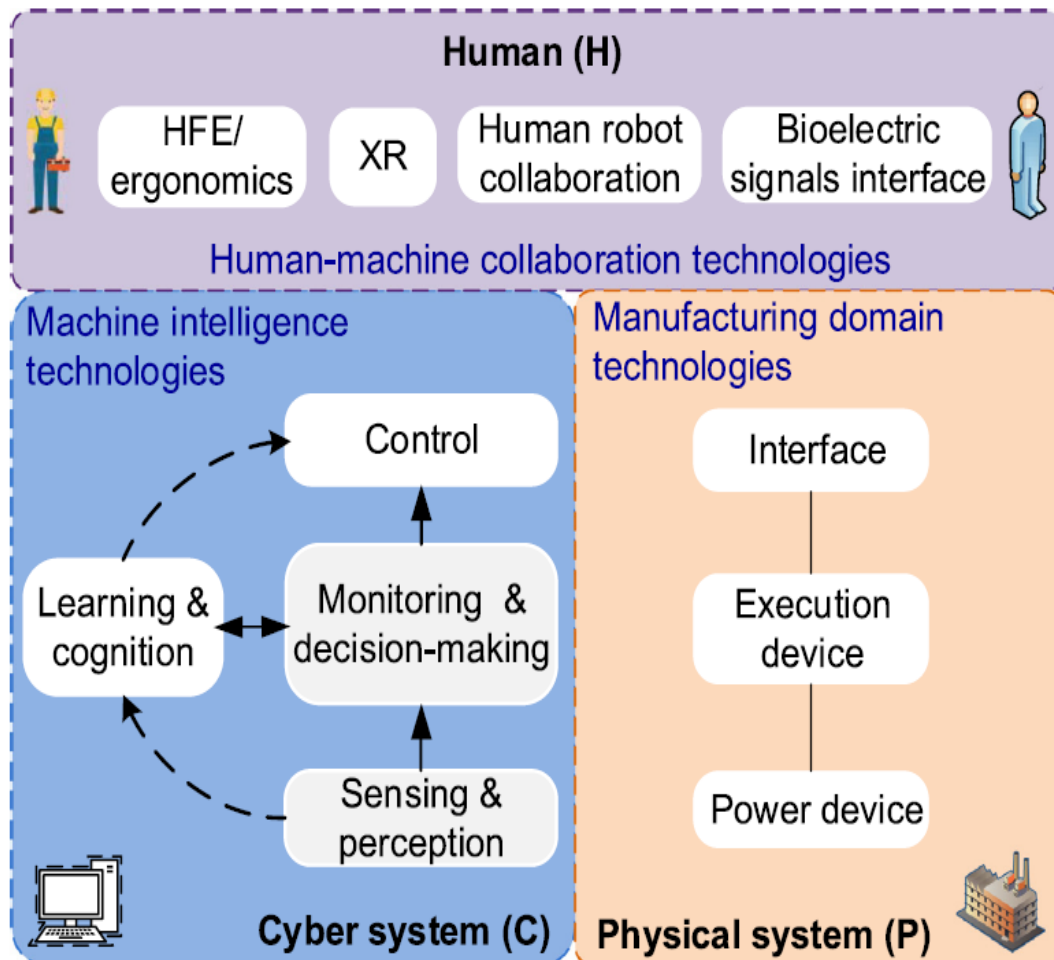 Human (H)
HFE/
ergonomics
XR
Human robot
collaboration
Bioelectric
signals interface
Human-machine collaboration technologies
Machine intelligence
technologies
Control
Learning &
cognition
Monitoring &
decision-making
Sensing &
perception
Cyber system (C)
Manufacturing domain
technologies
Interface
Execution
device
Power device
Physical system (P)